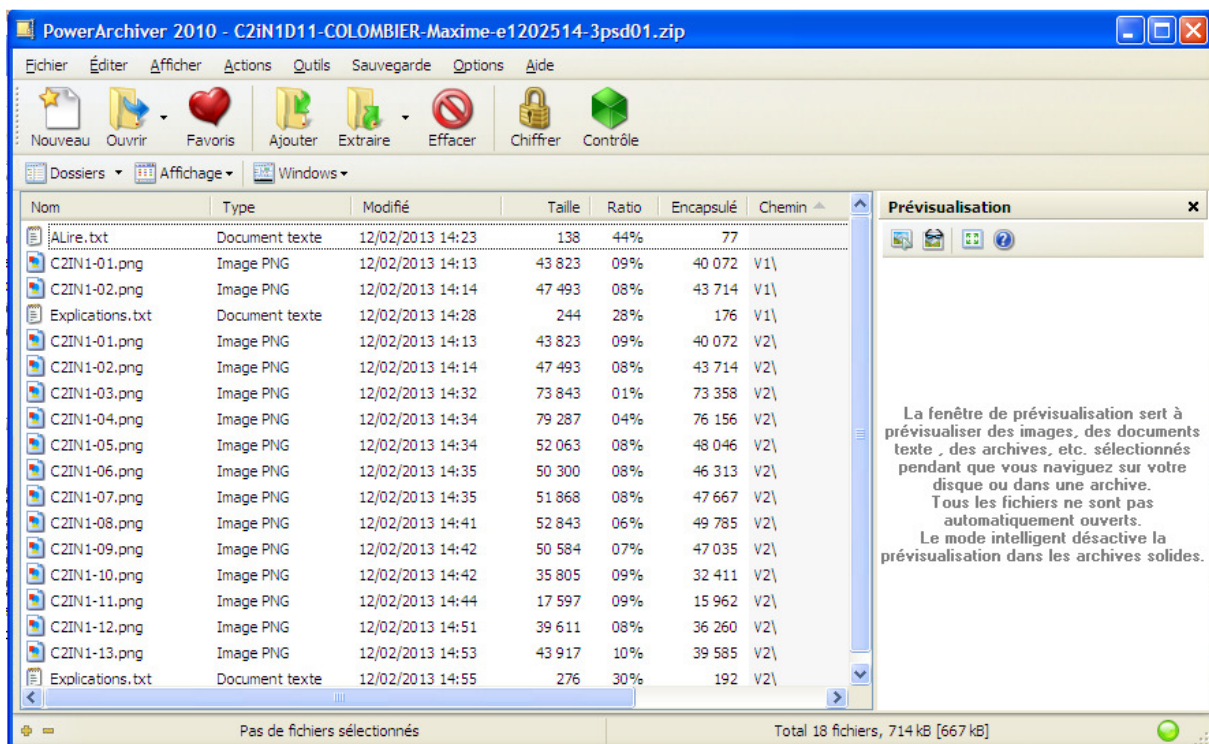 PowerArchiver 2010 - C2iN1D11-COLOMBIER-Maxime-e1202514-3psd01.zip
Fichier Éditer Afficher Actions Outils Sauvegarde Options Aide
Nouveau Ouvrir Favoris Ajouter Extraire Effacer Chiffrer Contrôle
Dossiers Affichage Windows
Nom Type Modifié Taille Ratio Encapsulé Chemin
ALire.txt Document texte 12/02/2013 14:23 138 44% 77
C2IN1-01.png Image PNG 12/02/2013 14:13 43 823 09% 40 072 V1\
C2IN1-02.png Image PNG 12/02/2013 14:14 47 493 08% 43 714 V1\
Explications.txt Document texte 12/02/2013 14:28 244 28% 176 V1\
C2IN1-01.png Image PNG 12/02/2013 14:13 43 823 09% 40 072 V2\
C2IN1-02.png Image PNG 12/02/2013 14:14 47 493 08% 43 714 V2\
C2IN1-03.png Image PNG 12/02/2013 14:32 73 843 01% 73 358 V2\
C2IN1-04.png Image PNG 12/02/2013 14:34 79 287 04% 76 156 V2\
C2IN1-05.png Image PNG 12/02/2013 14:34 52 063 08% 48 046 V2\
C2IN1-06.png Image PNG 12/02/2013 14:35 50 300 08% 46 313 V2\
C2IN1-07.png Image PNG 12/02/2013 14:35 51 868 08% 47 667 V2\
C2IN1-08.png Image PNG 12/02/2013 14:41 52 843 06% 49 785 V2\
C2IN1-09.png Image PNG 12/02/2013 14:42 50 584 07% 47 035 V2\
C2IN1-10.png Image PNG 12/02/2013 14:42 35 805 09% 32 411 V2\
C2IN1-11.png Image PNG 12/02/2013 14:44 17 597 09% 15 962 V2\
C2IN1-12.png Image PNG 12/02/2013 14:51 39 611 08% 36 260 V2\
C2IN1-13.png Image PNG 12/02/2013 14:53 43 917 10% 39 585 V2\
Explications.txt Document texte 12/02/2013 14:55 276 30% 192 V2\
Prévisualisation
La fenêtre de prévisualisation sert à
prévisualiser des images, des documents
texte , des archives, etc. sélectionnés
pendant que vous naviguez sur votre
disque ou dans une archive.
Tous les fichiers ne sont pas
automatiquement ouverts.
Le mode intelligent désactive la
prévisualisation dans les archives solides.
Pas de fichiers sélectionnés
Total 18 fichiers, 714 kB [667 kB]